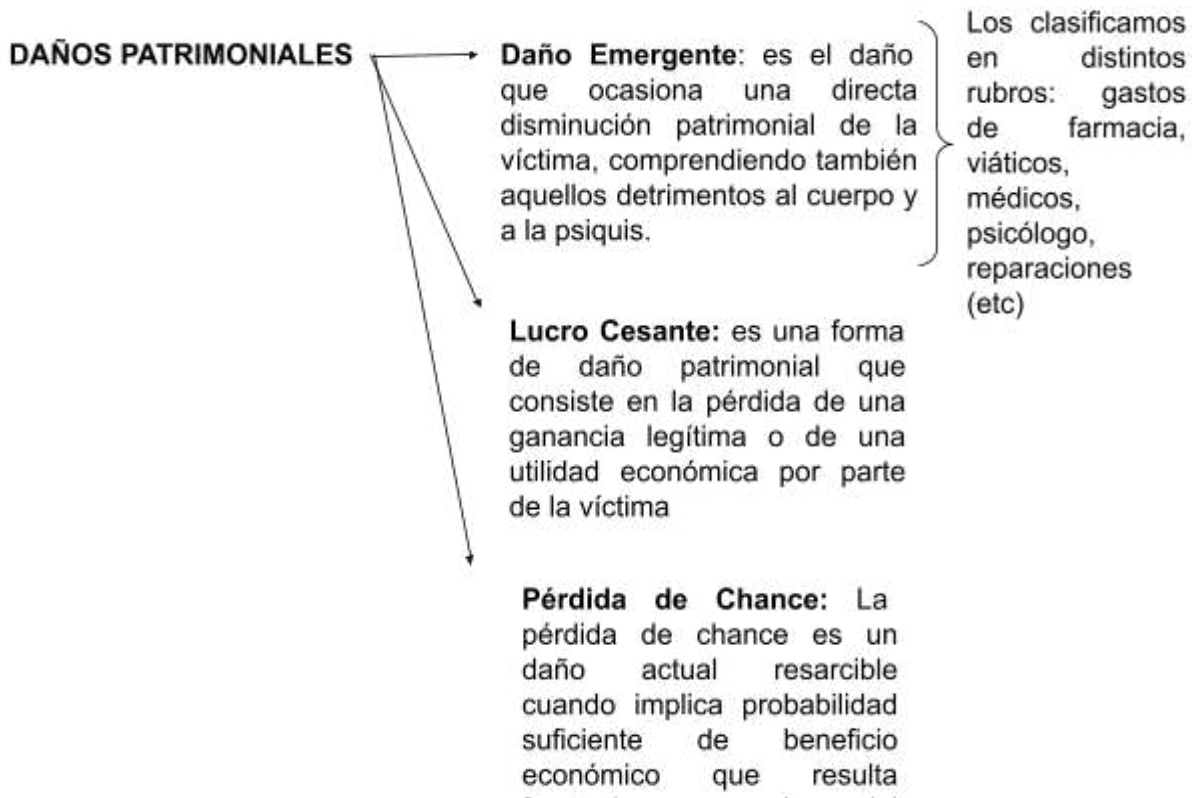 DAÑOS PATRIMONIALES
Daño Emergente: es el daño
que ocasiona una directa
disminución patrimonial de la
víctima, comprendiendo también
aquellos detrimentos al cuerpo y
a la psiquis.
Los clasificamos
en distintos
rubros: gastos
de farmacia,
viáticos,
médicos,
psicólogo,
reparaciones
(etc)
Lucro Cesante: es una forma
de daño patrimonial que
consiste en la pérdida de una
ganancia legítima o de una
utilidad económica por parte
de la víctima
Pérdida de Chance: La
pérdida de chance es un
daño actual resarcible
cuando implica probabilidad
suficiente de beneficio
económico que resulta